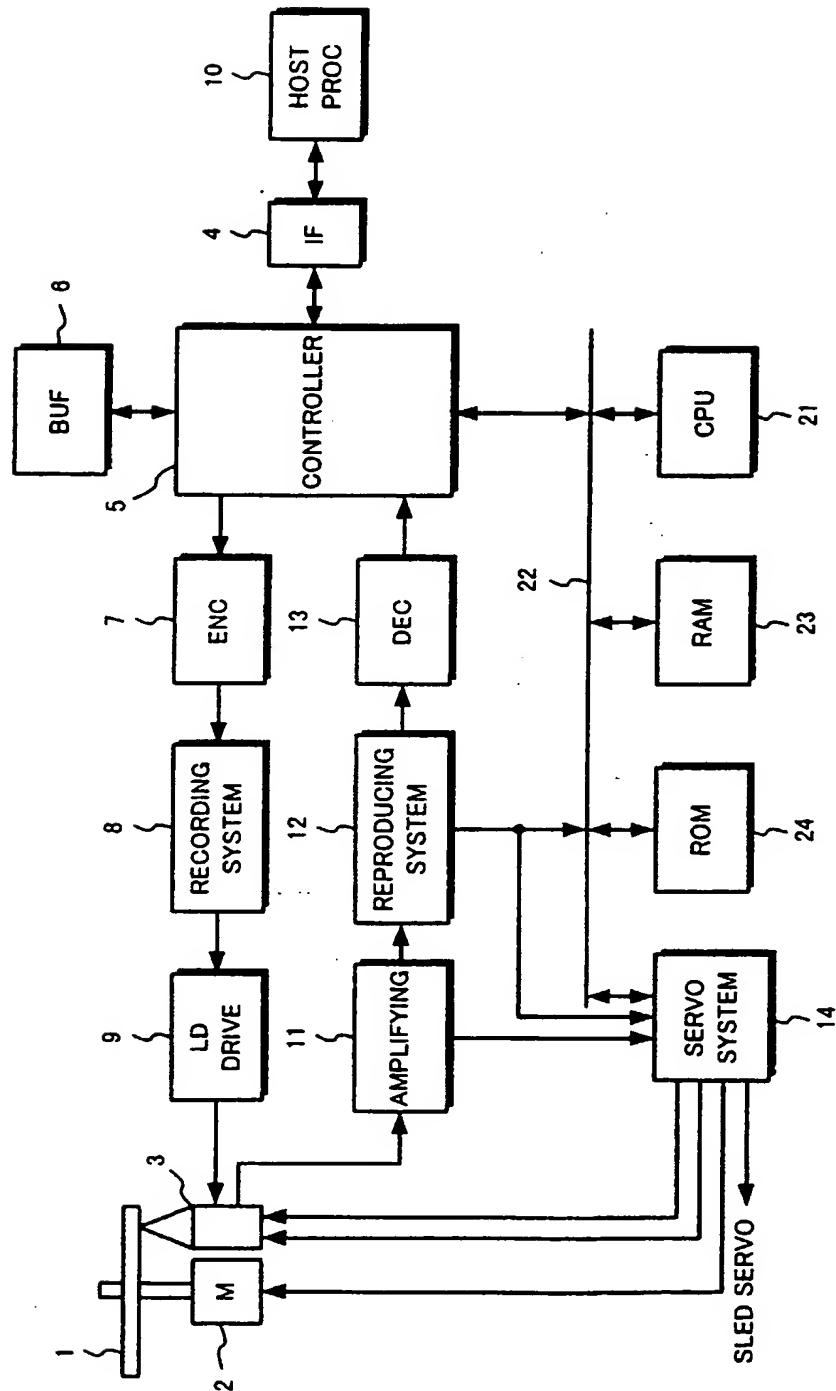 1
2
M
3
LD
DRIVE
9
RECORDING
SYSTEM
8
ENC
7
5
CONTROLLER
BUF
6
IF
4
HOST
PROC
10
AMPLIFYING
11
REPRODUCING
SYSTEM
12
DEC
13
22
SLED SERVO
SERVO
SYSTEM
14
ROM
24
RAM
23
CPU
21